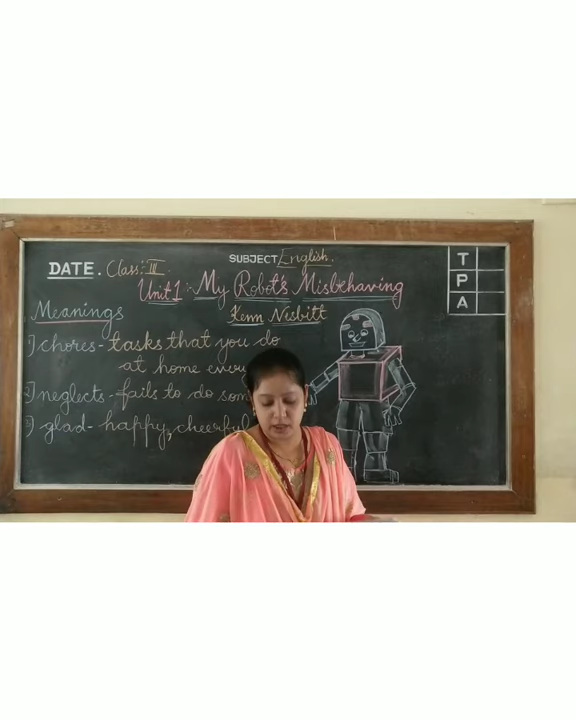 DATE. Class:- III. SUBJECT English.
Unit 1 :- My Robot's Misbehaving
Kenn Nesbitt
Meanings
1) chores - tasks that you do
at home
2) neglects - fails to do
3) glad - happy, cheerful
T
P
A